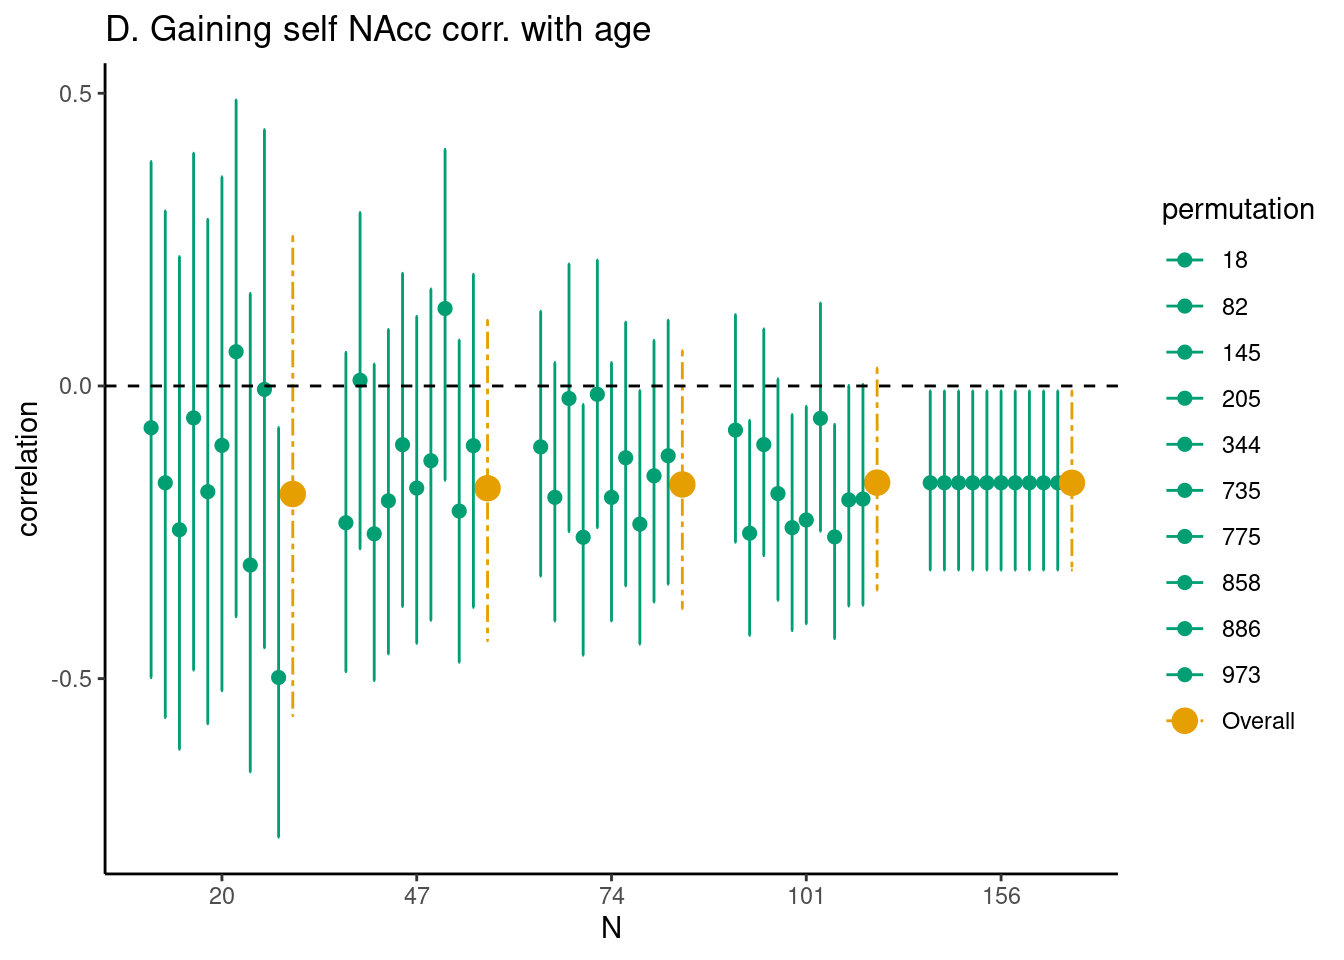 D. Gaining self NAcc corr. with age
correlation
0.5
0.0
-0.5
20 47 74 101 156
N
permutation
18
82
145
205
344
735
775
858
886
973
Overall